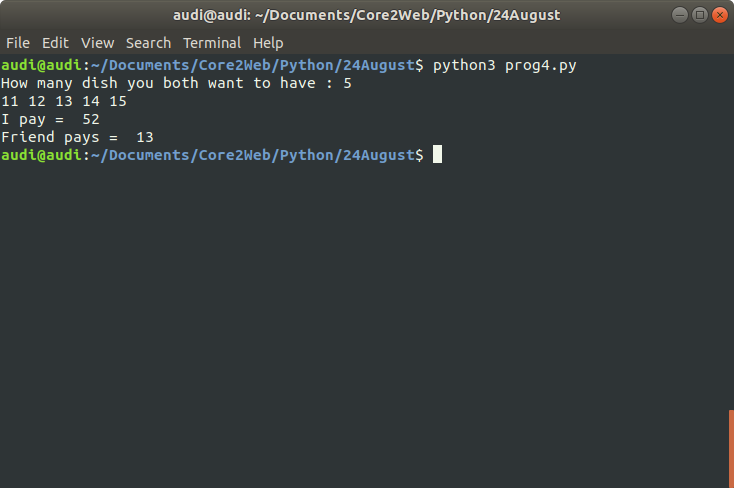 audi@audi: ~/Documents/Core2Web/Python/24August
File Edit View Search Terminal Help
audi@audi:~/Documents/Core2Web/Python/24August$ python3 prog4.py
How many dish you both want to have : 5
11 12 13 14 15
I pay =  52
Friend pays =  13
audi@audi:~/Documents/Core2Web/Python/24August$